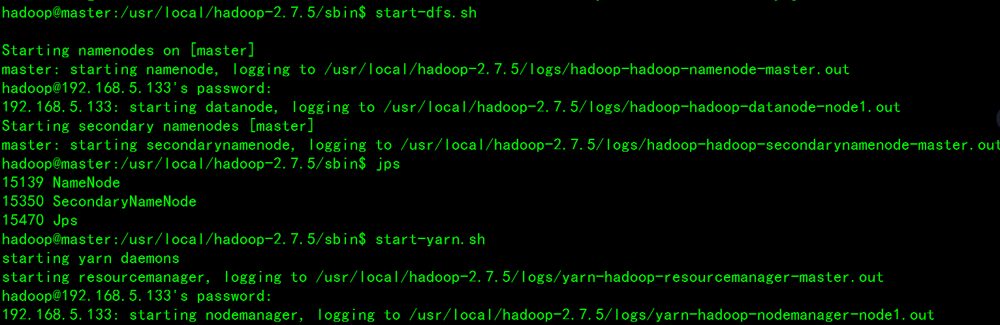 hadoop@master:/usr/local/hadoop-2.7.5/sbin$ start-dfs.sh
Starting namenodes on [master]
master: starting namenode, logging to /usr/local/hadoop-2.7.5/logs/hadoop-hadoop-namenode-master.out
hadoop@192.168.5.133's password:
192.168.5.133: starting datanode, logging to /usr/local/hadoop-2.7.5/logs/hadoop-hadoop-datanode-node1.out
Starting secondary namenodes [master]
master: starting secondarynamenode, logging to /usr/local/hadoop-2.7.5/logs/hadoop-hadoop-secondarynamenode-master.out
hadoop@master:/usr/local/hadoop-2.7.5/sbin$ jps
15139 NameNode
15350 SecondaryNameNode
15470 Jps
hadoop@master:/usr/local/hadoop-2.7.5/sbin$ start-yarn.sh
starting yarn daemons
starting resourcemanager, logging to /usr/local/hadoop-2.7.5/logs/yarn-hadoop-resourcemanager-master.out
hadoop@192.168.5.133's password:
192.168.5.133: starting nodemanager, logging to /usr/local/hadoop-2.7.5/logs/yarn-hadoop-nodemanager-node1.out